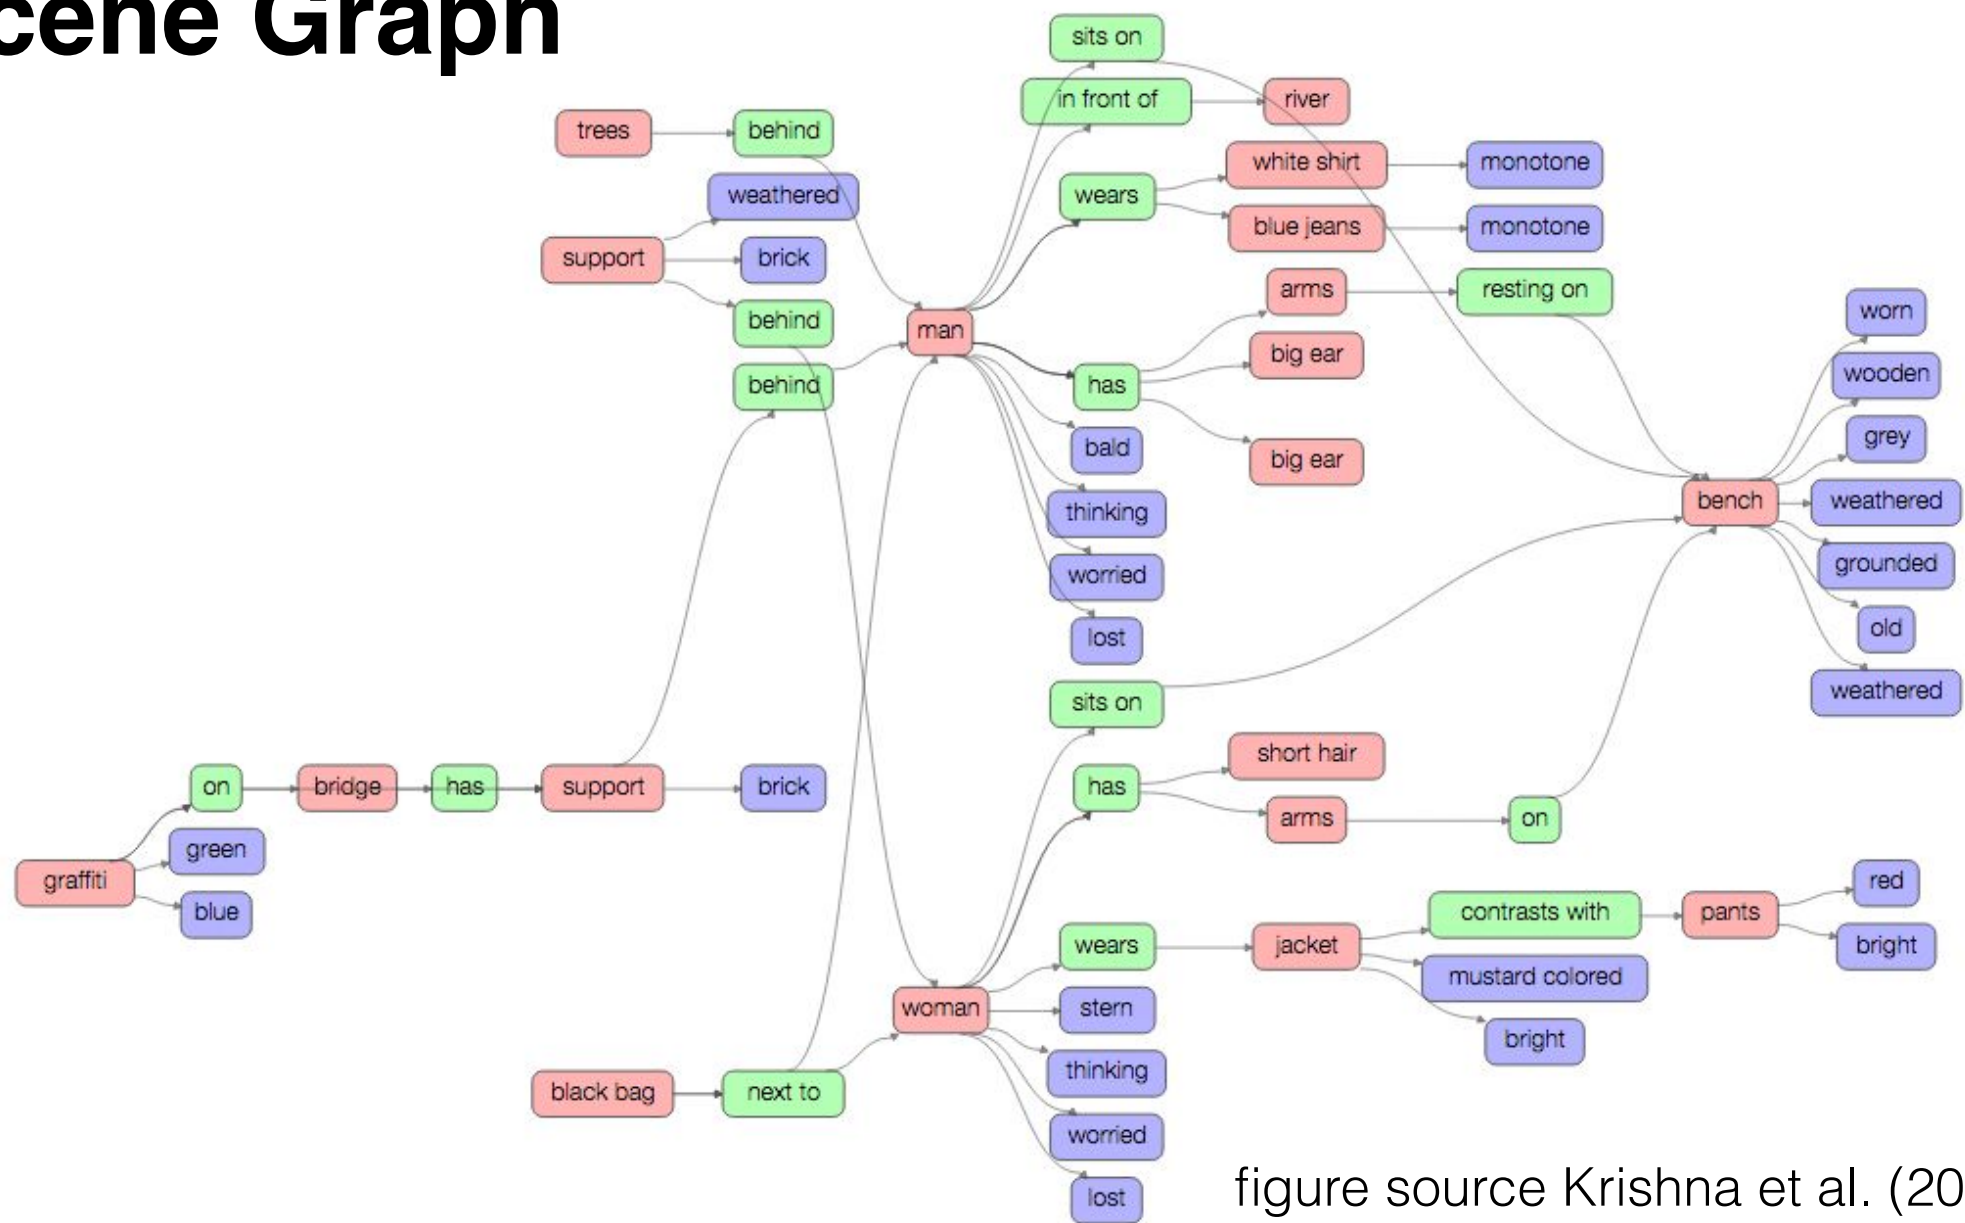 cene Graph
sits on
in front of
river
trees
behind
white shirt
monotone
weathered
wears
blue jeans
monotone
support
brick
arms
resting on
behind
man
big ear
worn
behind
has
wooden
bald
big ear
grey
thinking
bench
weathered
worried
grounded
lost
old
sits on
weathered
short hair
on
bridge
has
support
brick
has
arms
on
green
graffiti
blue
red
contrasts with
pants
wears
jacket
bright
mustard colored
woman
stern
bright
thinking
black bag
next to
worried
lost
figure source Krishna et al. (20